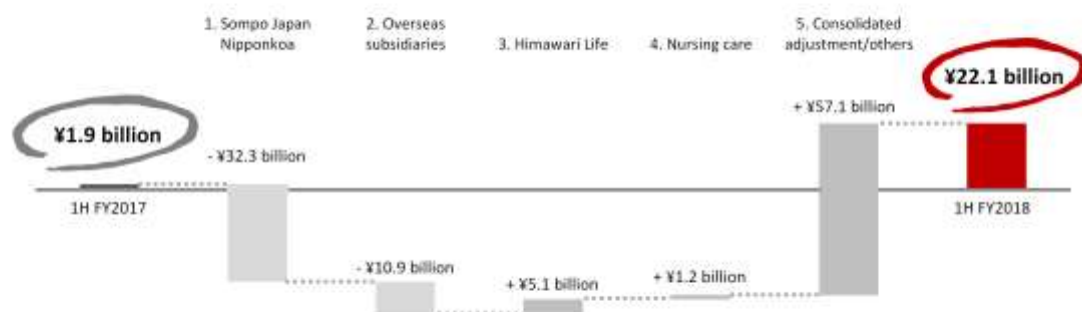 1. Sompo Japan
Nipponkoa
2. Overseas
subsidiaries
3. Himawari Life
4. Nursing care
5. Consolidated
adjustment/others
¥22.1 billion
+ ¥57.1 billion
¥1.9 billion
- ¥32.3 billion
1H FY2017
1H FY2018
- ¥10.9 billion
+ ¥5.1 billion
+ ¥1.2 billion